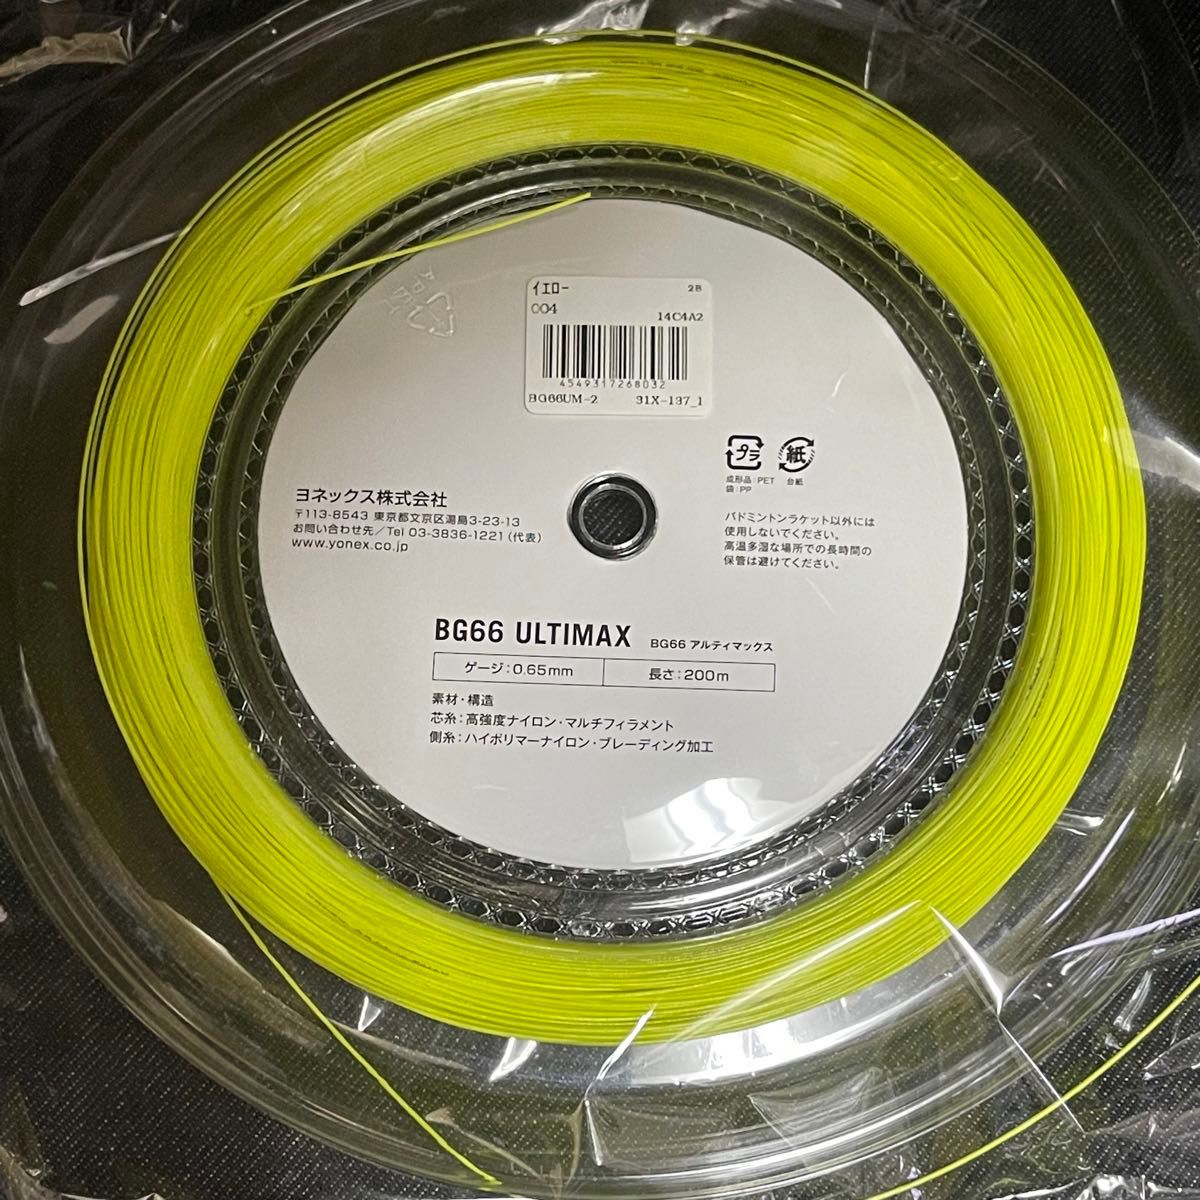 イエロー 2B
004 14C4A2
4549317268032
BG66UM-2 31X-137_1
プラ 紙
成形品:PET 台紙
袋:PP
ヨネックス株式会社
〒113-8543 東京都文京区湯島3-23-13
お問い合わせ先/Tel 03-3836-1221(代表)
www.yonex.co.jp
バドミントンラケット以外には
使用しないでください。
高温多湿な場所での長時間の
保管は避けてください。
BG66 ULTIMAX BG66 アルティマックス
ゲージ:0.65mm 長さ:200m
素材・構造
芯糸:高強度ナイロン・マルチフィラメント
側糸:ハイポリマーナイロン・ブレーディング加工